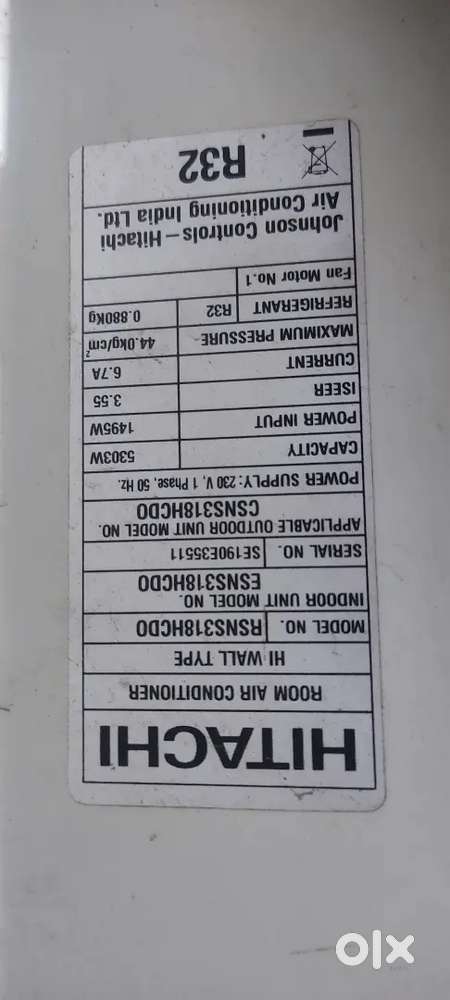 HITACHI
ROOM AIR CONDITIONER
HI WALL TYPE
MODEL NO. RSNS318HCDO
INDOOR UNIT MODEL NO.
ESNS318HCDO
SERIAL NO. SE190E35511
APPLICABLE OUTDOOR UNIT MODEL NO.
CSNS318HCDO
POWER SUPPLY: 230 V, 1 Phase, 50 Hz.
CAPACITY 5303W
POWER INPUT 1495W
ISEER 3.55
CURRENT 6.7A
MAXIMUM PRESSURE 44.0kg/cm²
REFRIGERANT R32 0.880Kg
Fan Motor No.1
Johnson Controls – Hitachi
Air Conditioning India Ltd.
R32
olx